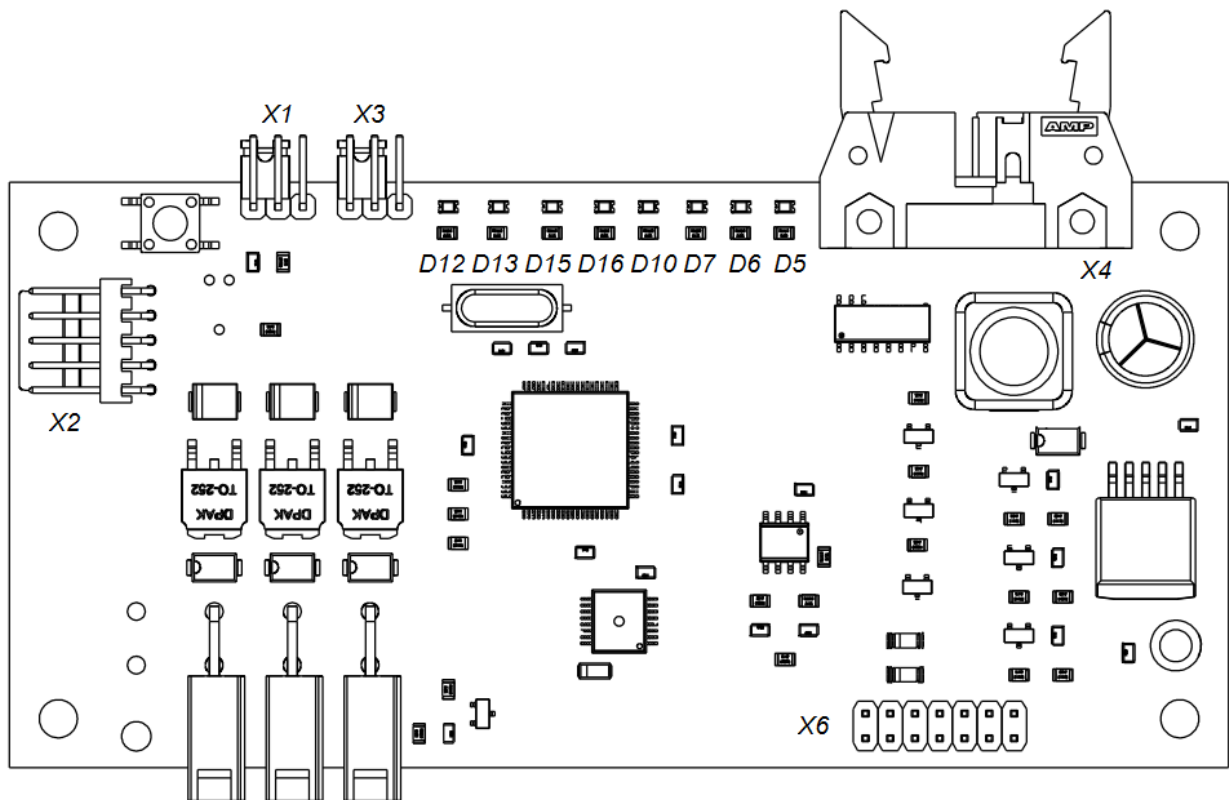 X1 X3
AMP
D12 D13 D15 D16 D10 D7 D6 D5
X4
X2
TO-252 TO-252 TO-252
DPAK DPAK DPAK
X6